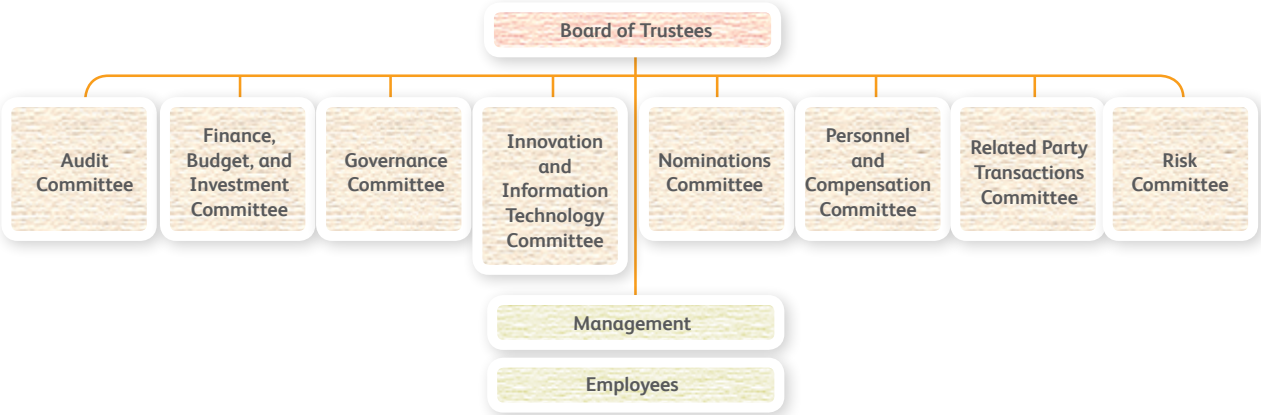 Board of Trustees
Audit
Committee
Finance,
Budget, and
Investment
Committee
Governance
Committee
Innovation
and
Information
Technology
Committee
Nominations
Committee
Personnel
and
Compensation
Committee
Related Party
Transactions
Committee
Risk
Committee
Management
Employees